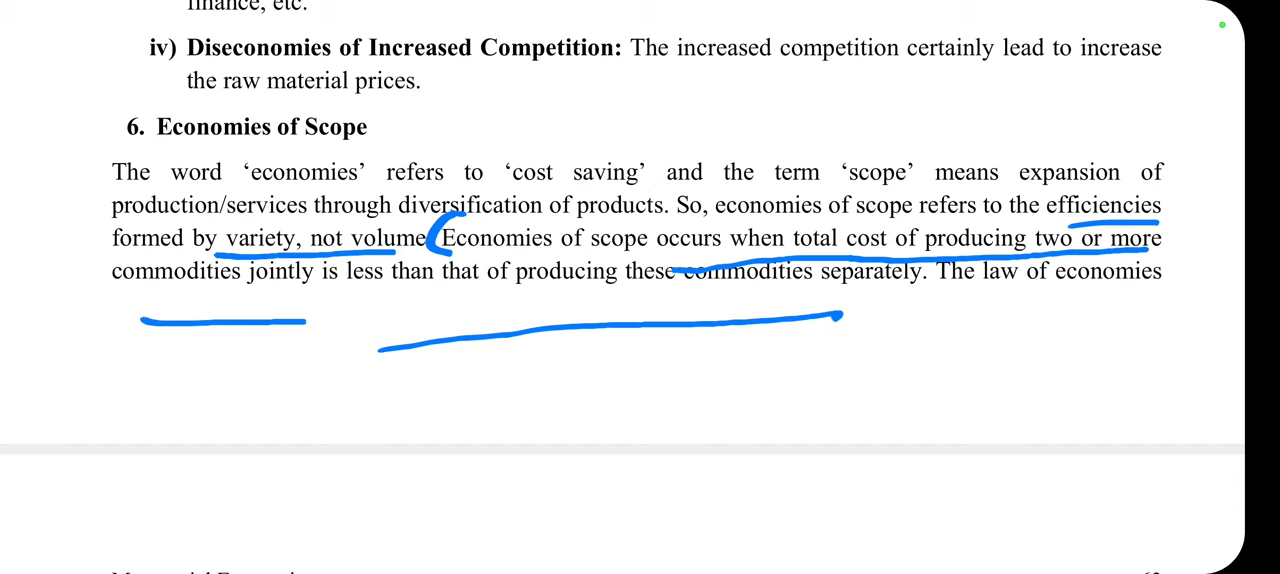 finance, etc.
iv) Diseconomies of Increased Competition: The increased competition certainly lead to increase
the raw material prices.
6. Economies of Scope
The word ‘economies’ refers to ‘cost saving’ and the term ‘scope’ means expansion of
production/services through diversification of products. So, economies of scope refers to the efficiencies
formed by variety, not volume. Economies of scope occurs when total cost of producing two or more
commodities jointly is less than that of producing these commodities separately. The law of economies